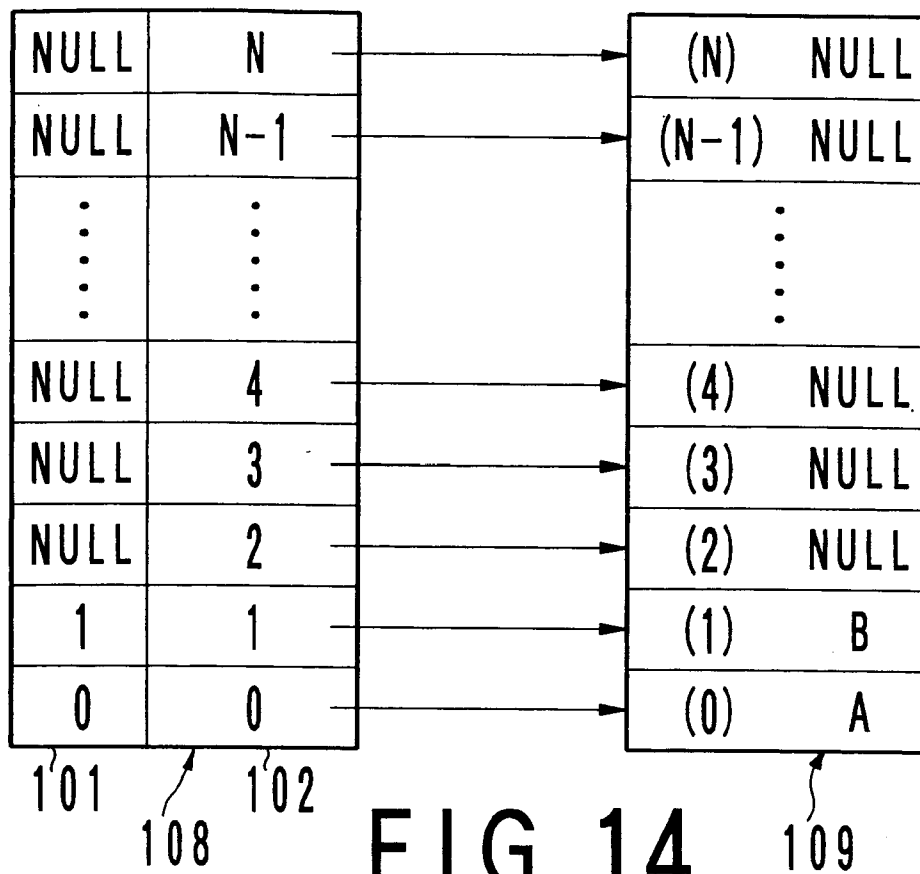 NULL N (N) NULL
NULL N-1 (N-1) NULL
NULL 4 (4) NULL
NULL 3 (3) NULL
NULL 2 (2) NULL
1 1 (1) B
0 0 (0) A
101 102
108 109
FIG 14